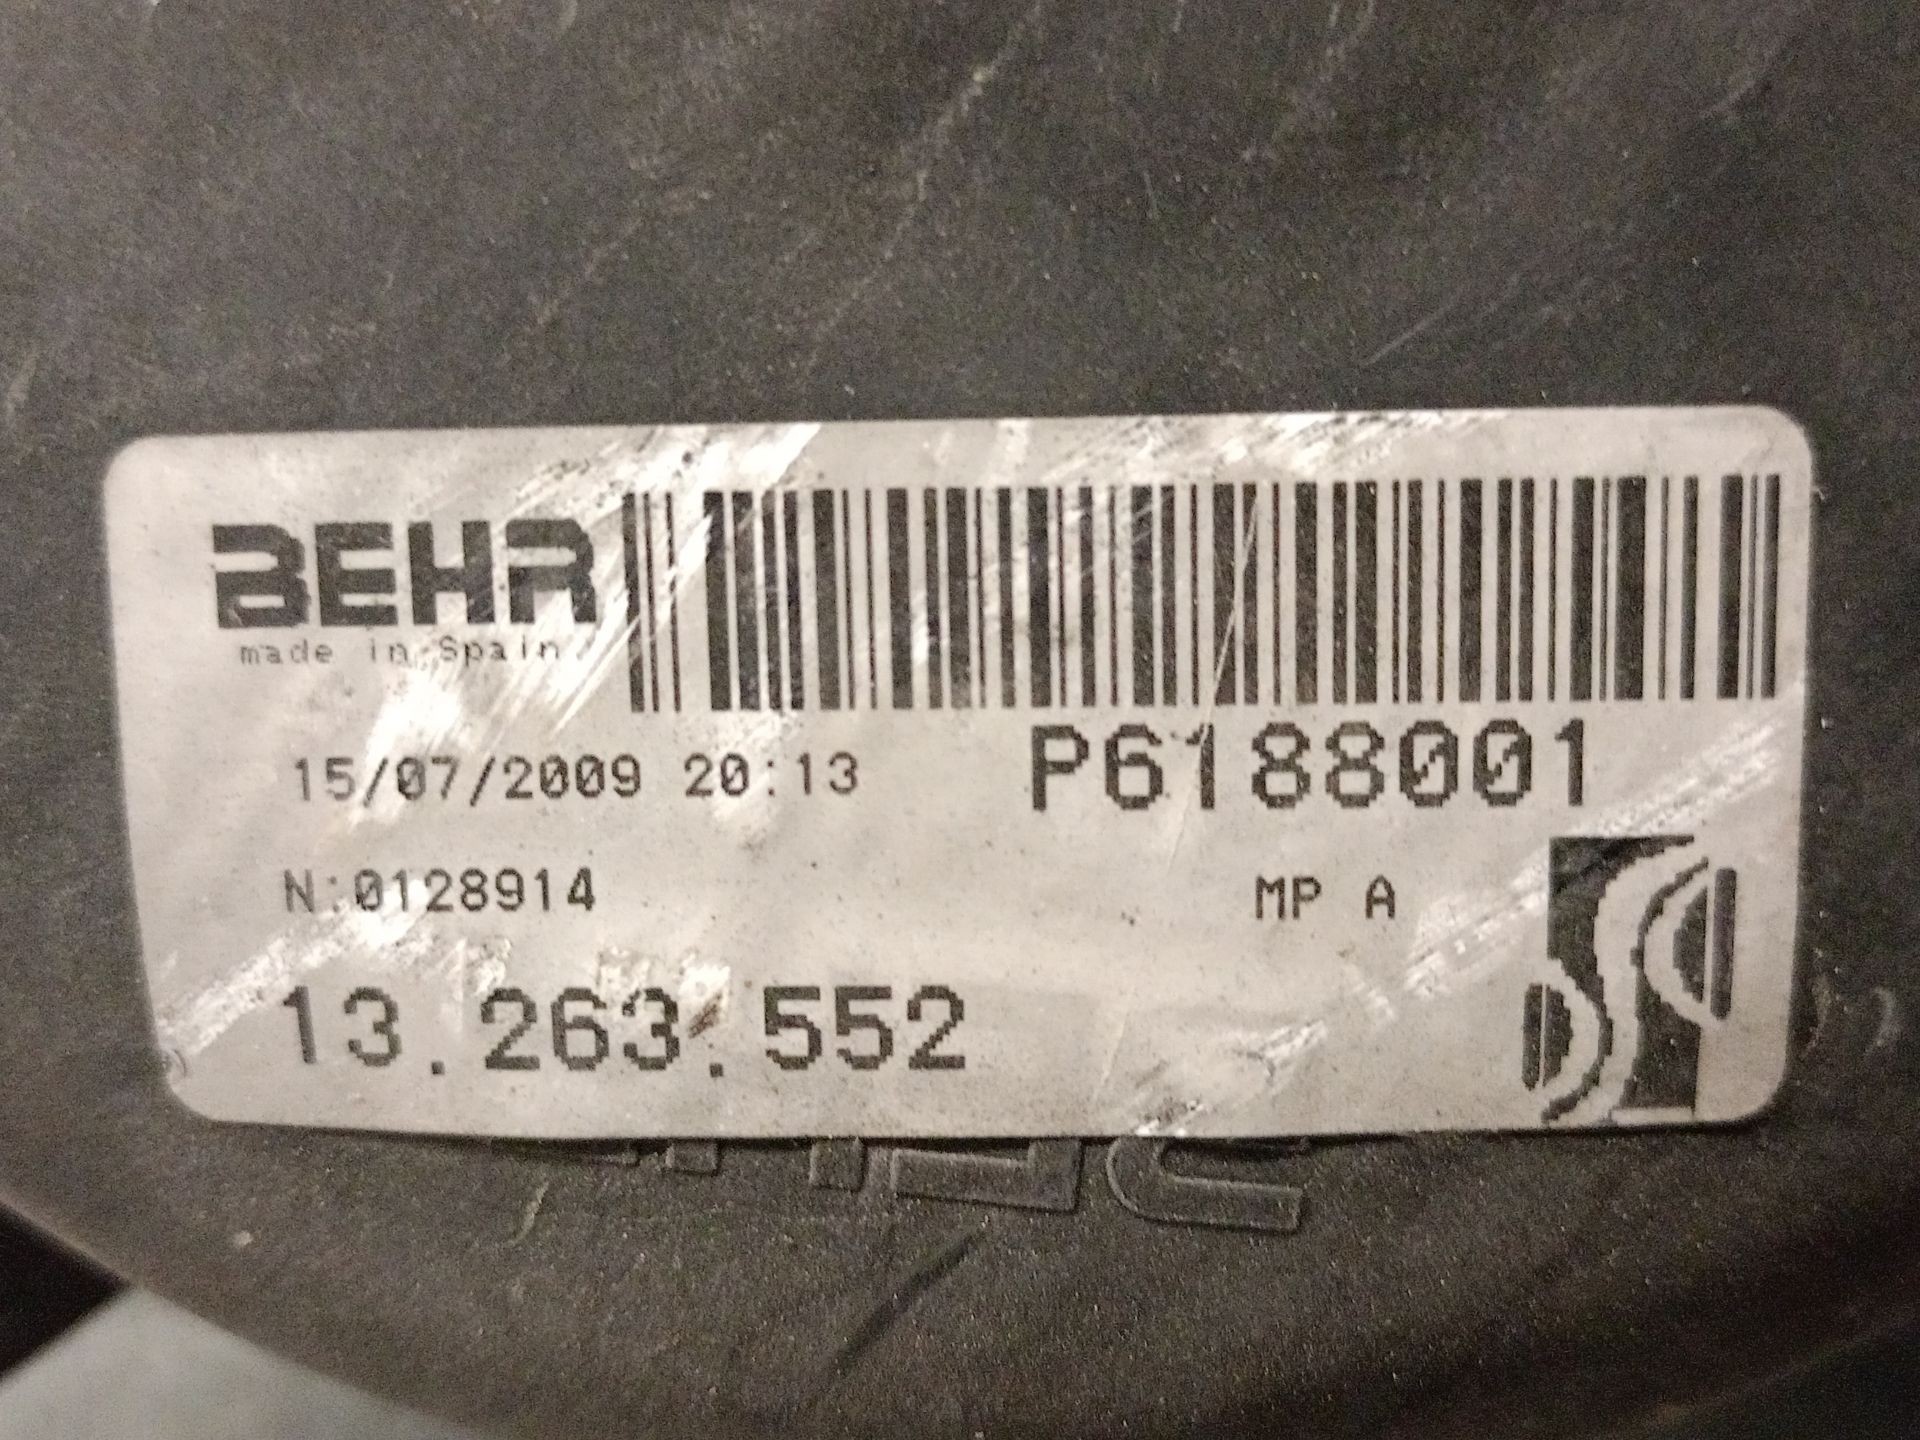 BEHR
made in Spain
15/07/2009 20:13
P6188001
N:0128914
MP A
13.263.552